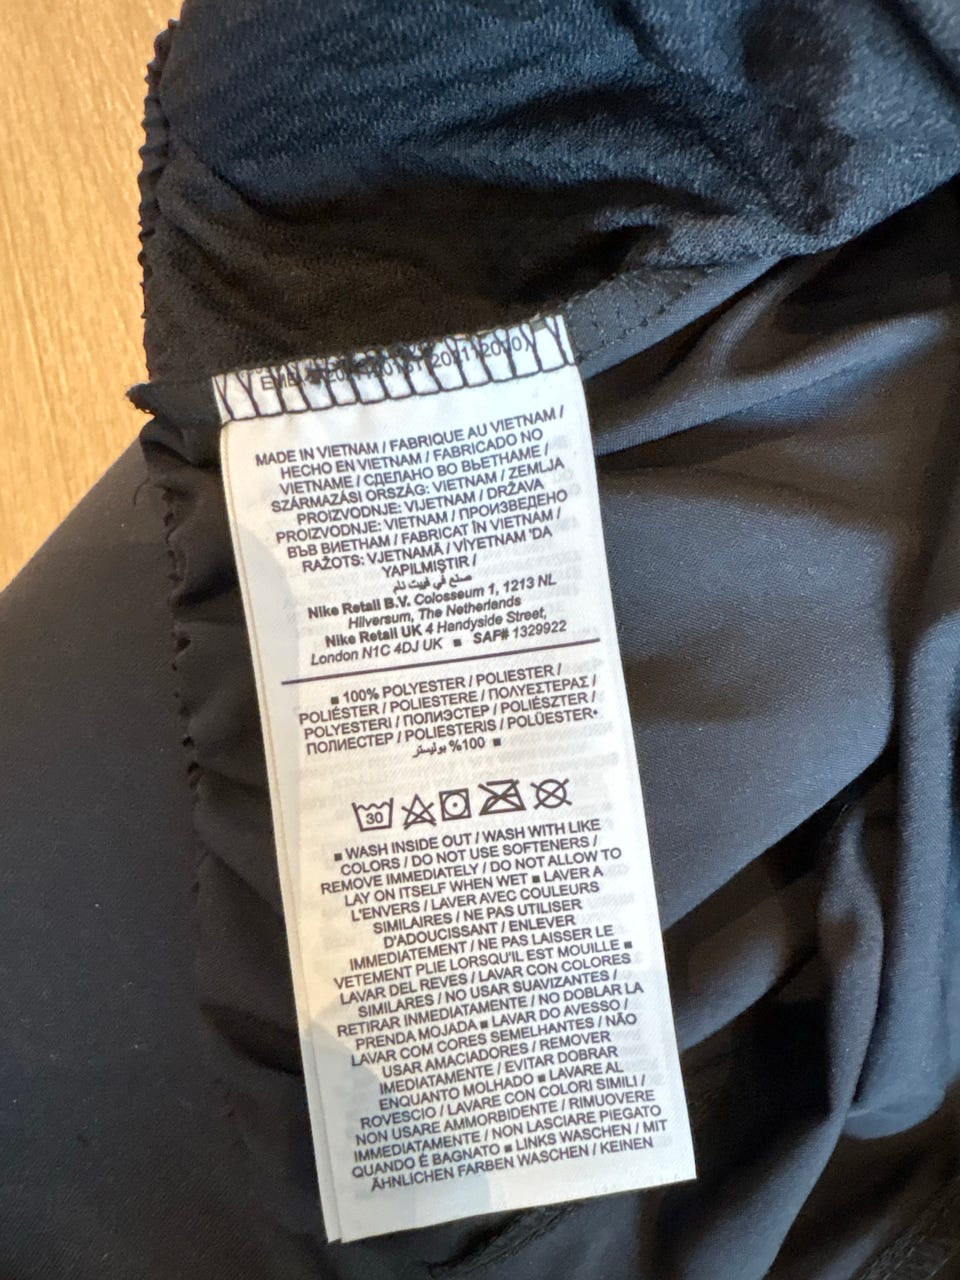 MADE IN VIETNAM / FABRIQUE AU VIETNAM /
HECHO EN VIETNAM / FABRICADO NO
VIETNAME / СДЕЛАНО ВО ВЬЕТНАМЕ /
SZÁRMAZÁSI ORSZÁG: VIETNAM / ZEMLJA
PROIZVODNJE: VIJETNAM / DRŽAVA
PROIZVODNJE: VIETNAM / ПРОИЗВЕДЕНО
ВЪВ ВИЕТНАМ / FABRICAT ÎN VIETNAM /
RAŽOTS: VJETNAMĀ / VİYETNAM 'DA
YAPILMIŞTIR /
صنع في فييت نام
Nike Retail B.V. Colosseum 1, 1213 NL
Hilversum, The Netherlands
Nike Retail UK 4 Handyside Street,
London N1C 4DJ UK ■ SAF# 1329922
■ 100% POLYESTER / POLIESTER /
POLIÉSTER / POLIESTERE / ΠΟΛΥΕΣΤΕΡΑΣ /
POLYESTERI / ПОЛИЭСТЕР / POLIÉSZTER /
ПОЛИЕСТЕР / POLIESTERIS / POLÜESTER•
100% بوليستر ■
30
■ WASH INSIDE OUT / WASH WITH LIKE
COLORS / DO NOT USE SOFTENERS /
REMOVE IMMEDIATELY / DO NOT ALLOW TO
LAY ON ITSELF WHEN WET ■ LAVER A
L'ENVERS / LAVER AVEC COULEURS
SIMILAIRES / NE PAS UTILISER
D'ADOUCISSANT / ENLEVER
IMMEDIATEMENT / NE PAS LAISSER LE
VETEMENT PLIE LORSQU'IL EST MOUILLE ■
LAVAR DEL REVES / LAVAR CON COLORES
SIMILARES / NO USAR SUAVIZANTES /
RETIRAR INMEDIATAMENTE / NO DOBLAR LA
PRENDA MOJADA ■ LAVAR DO AVESSO /
LAVAR COM CORES SEMELHANTES / NÃO
USAR AMACIADORES / REMOVER
IMEDIATAMENTE / EVITAR DOBRAR
ENQUANTO MOLHADO ■ LAVARE AL
ROVESCIO / LAVARE CON COLORI SIMILI /
NON USARE AMMORBIDENTE / RIMUOVERE
IMMEDIATAMENTE / NON LASCIARE PIEGATO
QUANDO È BAGNATO ■ LINKS WASCHEN / MIT
ÄHNLICHEN FARBEN WASCHEN / KEINEN